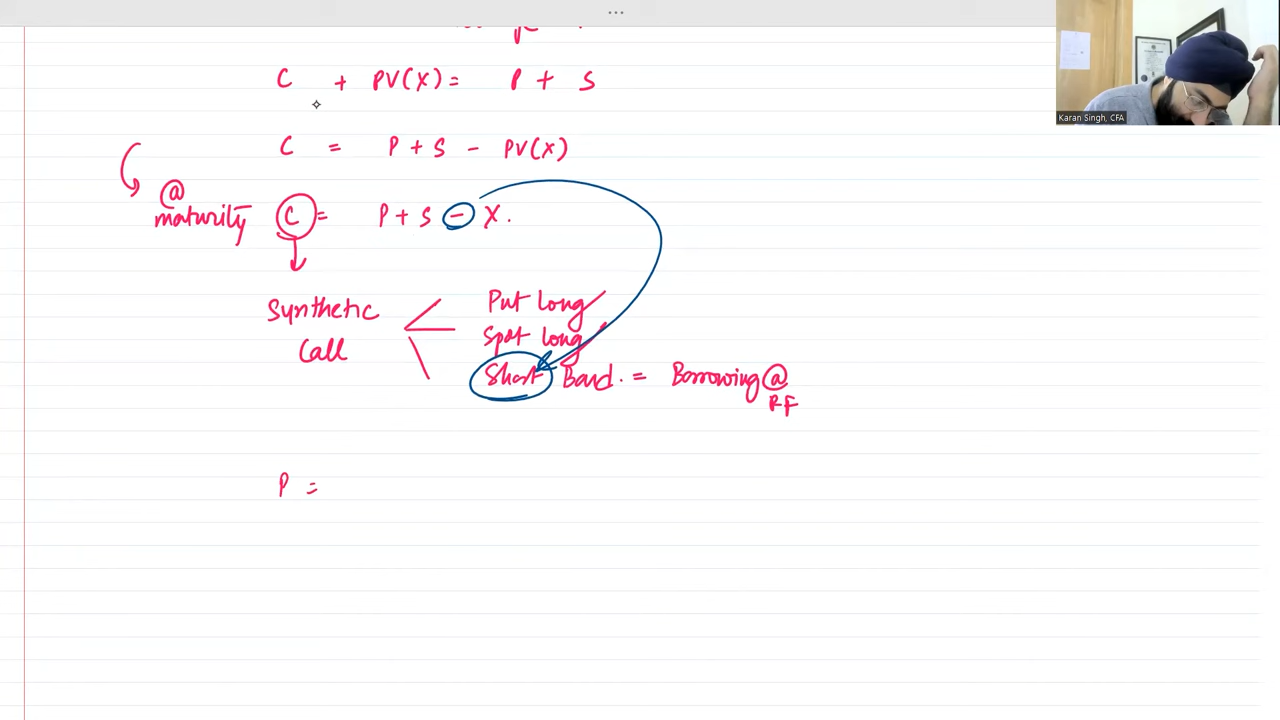 C + PV(X) = P + S
C = P + S - PV(X)
@ maturity C = P + S - X.
Synthetic Call
Put Long
Spot long
Short Bond. = Borrowing @ RF
P =
Karan Singh, CFA